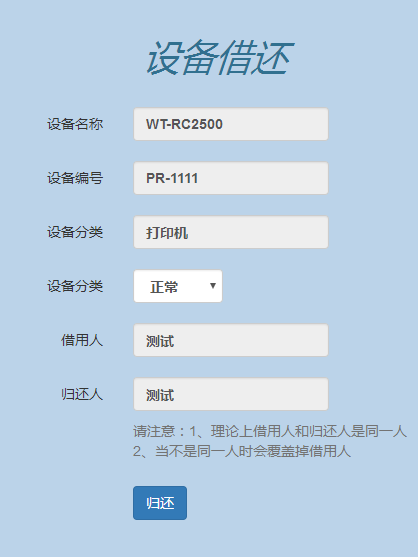 设备借还
设备名称 WT-RC2500
设备编号 PR-1111
设备分类 打印机
设备分类 正常
借用人 测试
归还人 测试
请注意：1、理论上借用人和归还人是同一人
2、当不是同一人时会覆盖掉借用人
归还